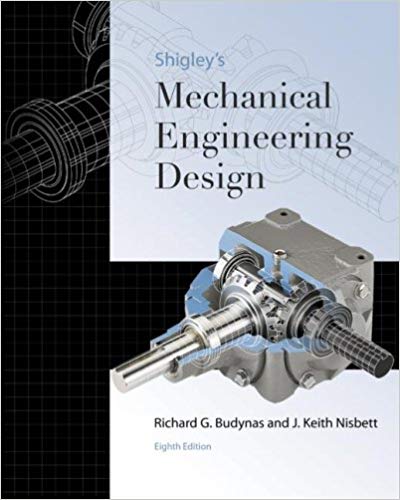 Shigley's
Mechanical
Engineering
Design
Richard G. Budynas and J. Keith Nisbett
Eighth Edition